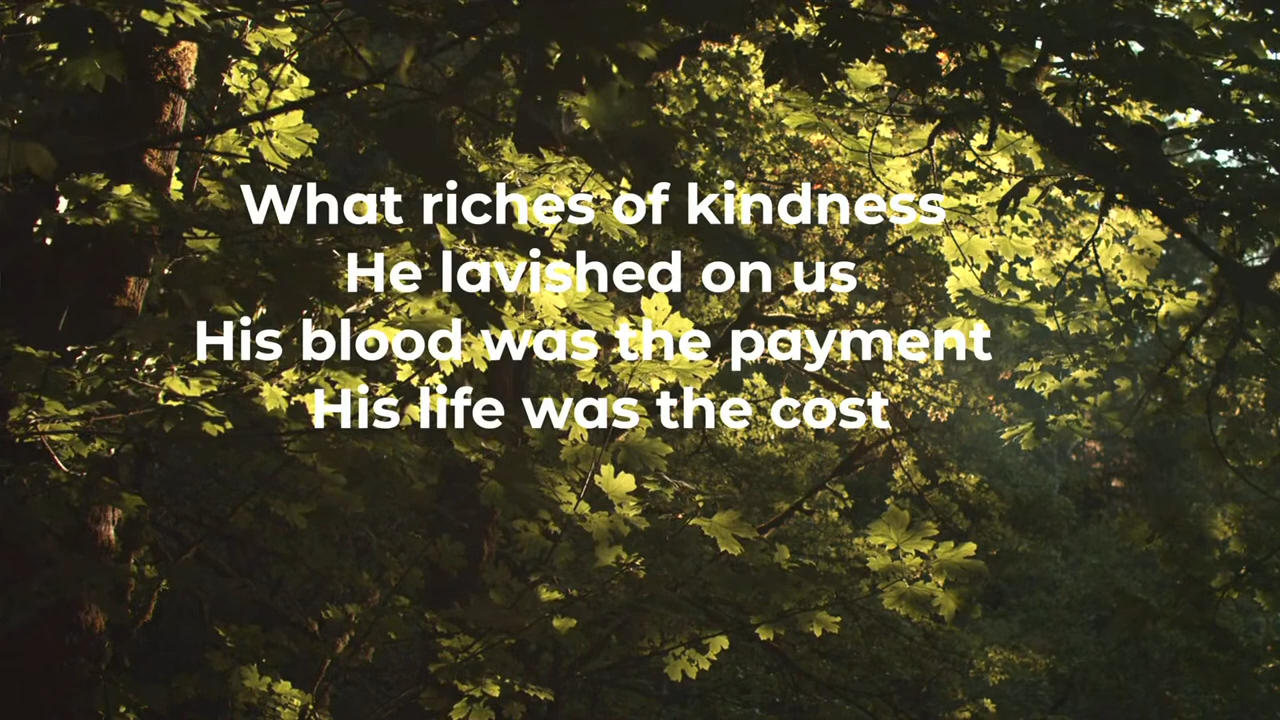 What riches of kindness
He lavished on us
His blood was the payment
His life was the cost